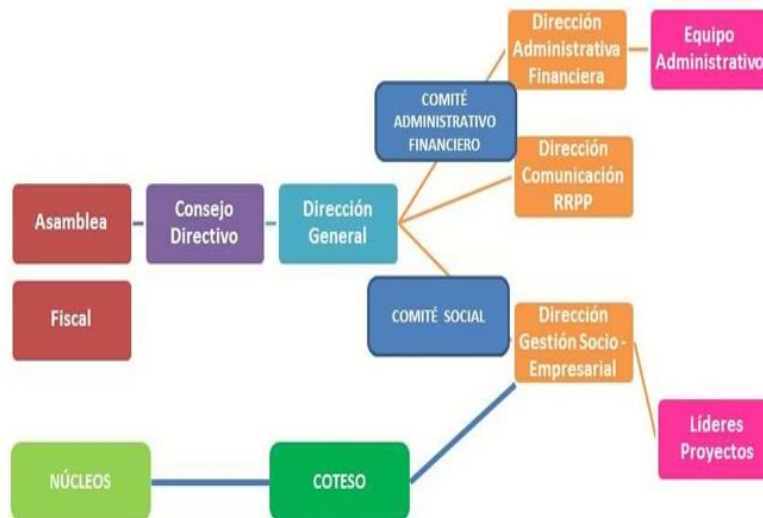 Dirección
Administrativa
Financiera
Equipo
Administrativo
COMITÉ
ADMINISTRATIVO
FINANCIERO
Dirección
Comunicación
RRPP
Asamblea
Consejo
Directivo
Dirección
General
Fiscal
COMITÉ SOCIAL
Dirección
Gestión Socio -
Empresarial
Líderes
Proyectos
NÚCLEOS
COTESO